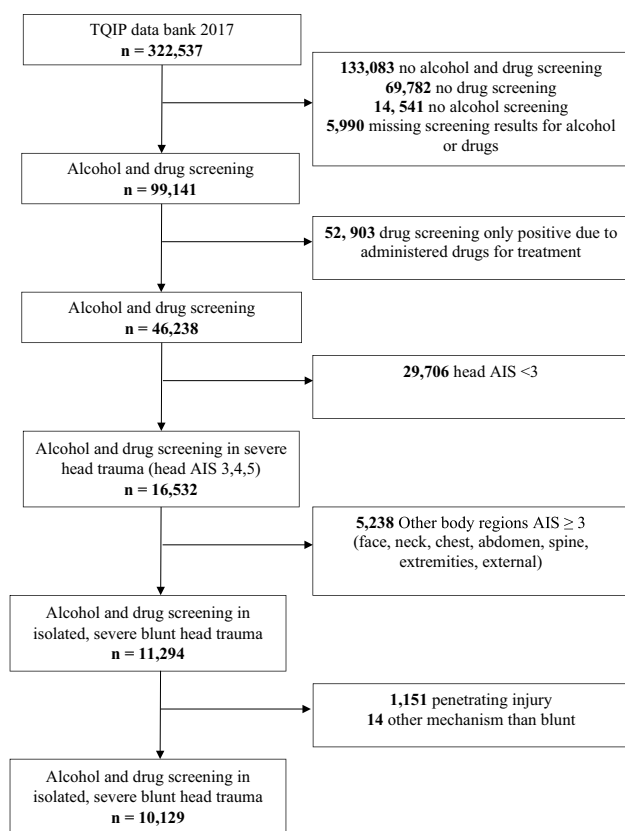 TQIP data bank 2017
n = 322,537
133,083 no alcohol and drug screening
69,782 no drug screening
14, 541 no alcohol screening
5,990 missing screening results for alcohol
or drugs
Alcohol and drug screening
n = 99,141
52, 903 drug screening only positive due to
administered drugs for treatment
Alcohol and drug screening
n = 46,238
29,706 head AIS <3
Alcohol and drug screening in severe
head trauma (head AIS 3,4,5)
n = 16,532
5,238 Other body regions AIS ≥ 3
(face, neck, chest, abdomen, spine,
extremities, external)
Alcohol and drug screening in
isolated, severe blunt head trauma
n = 11,294
1,151 penetrating injury
14 other mechanism than blunt
Alcohol and drug screening in
isolated, severe blunt head trauma
n = 10,129